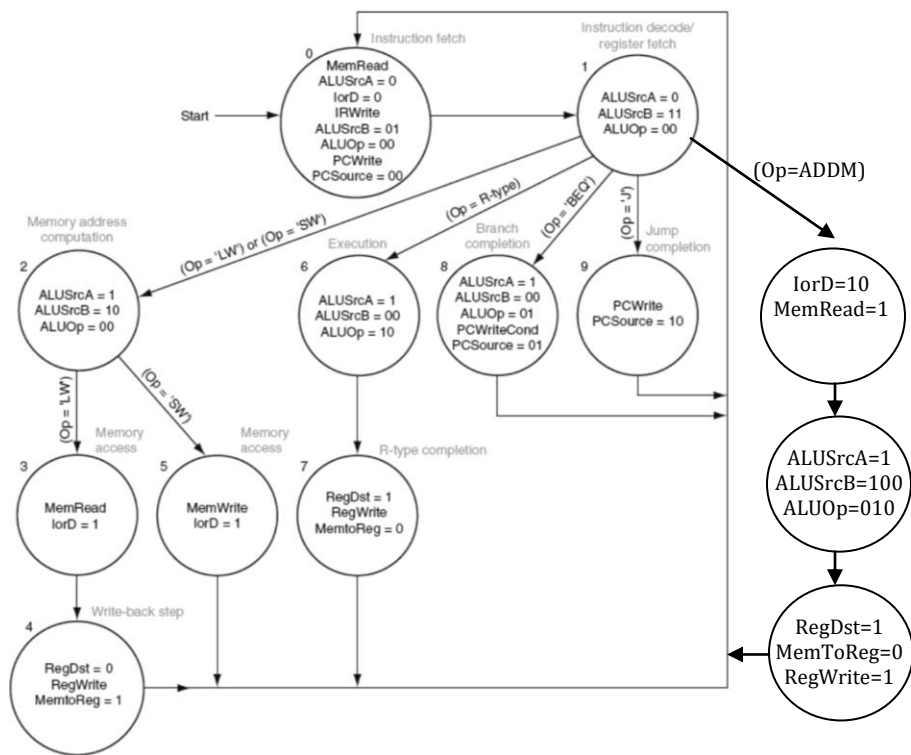 Instruction fetch
0
MemRead
ALUSrcA = 0
IorD = 0
IRWrite
ALUSrcB = 01
ALUOp = 00
PCWrite
PCSource = 00
Start
Instruction decode/
register fetch
1
ALUSrcA = 0
ALUSrcB = 11
ALUOp = 00
(Op=ADDM)
(Op = 'LW') or (Op = 'SW')
(Op = R-type)
(Op = 'BEQ')
(Op = 'J')
Memory address
computation
2
ALUSrcA = 1
ALUSrcB = 10
ALUOp = 00
Execution
6
ALUSrcA = 1
ALUSrcB = 00
ALUOp = 10
Branch
completion
8
ALUSrcA = 1
ALUSrcB = 00
ALUOp = 01
PCWriteCond
PCSource = 01
Jump
completion
9
PCWrite
PCSource = 10
IorD=10
MemRead=1
(Op = 'LW')
(Op = 'SW')
Memory
access
3
MemRead
IorD = 1
Memory
access
5
MemWrite
IorD = 1
R-type completion
7
RegDst = 1
RegWrite
MemtoReg = 0
ALUSrcA=1
ALUSrcB=100
ALUOp=010
Write-back step
4
RegDst = 0
RegWrite
MemtoReg = 1
RegDst=1
MemToReg=0
RegWrite=1